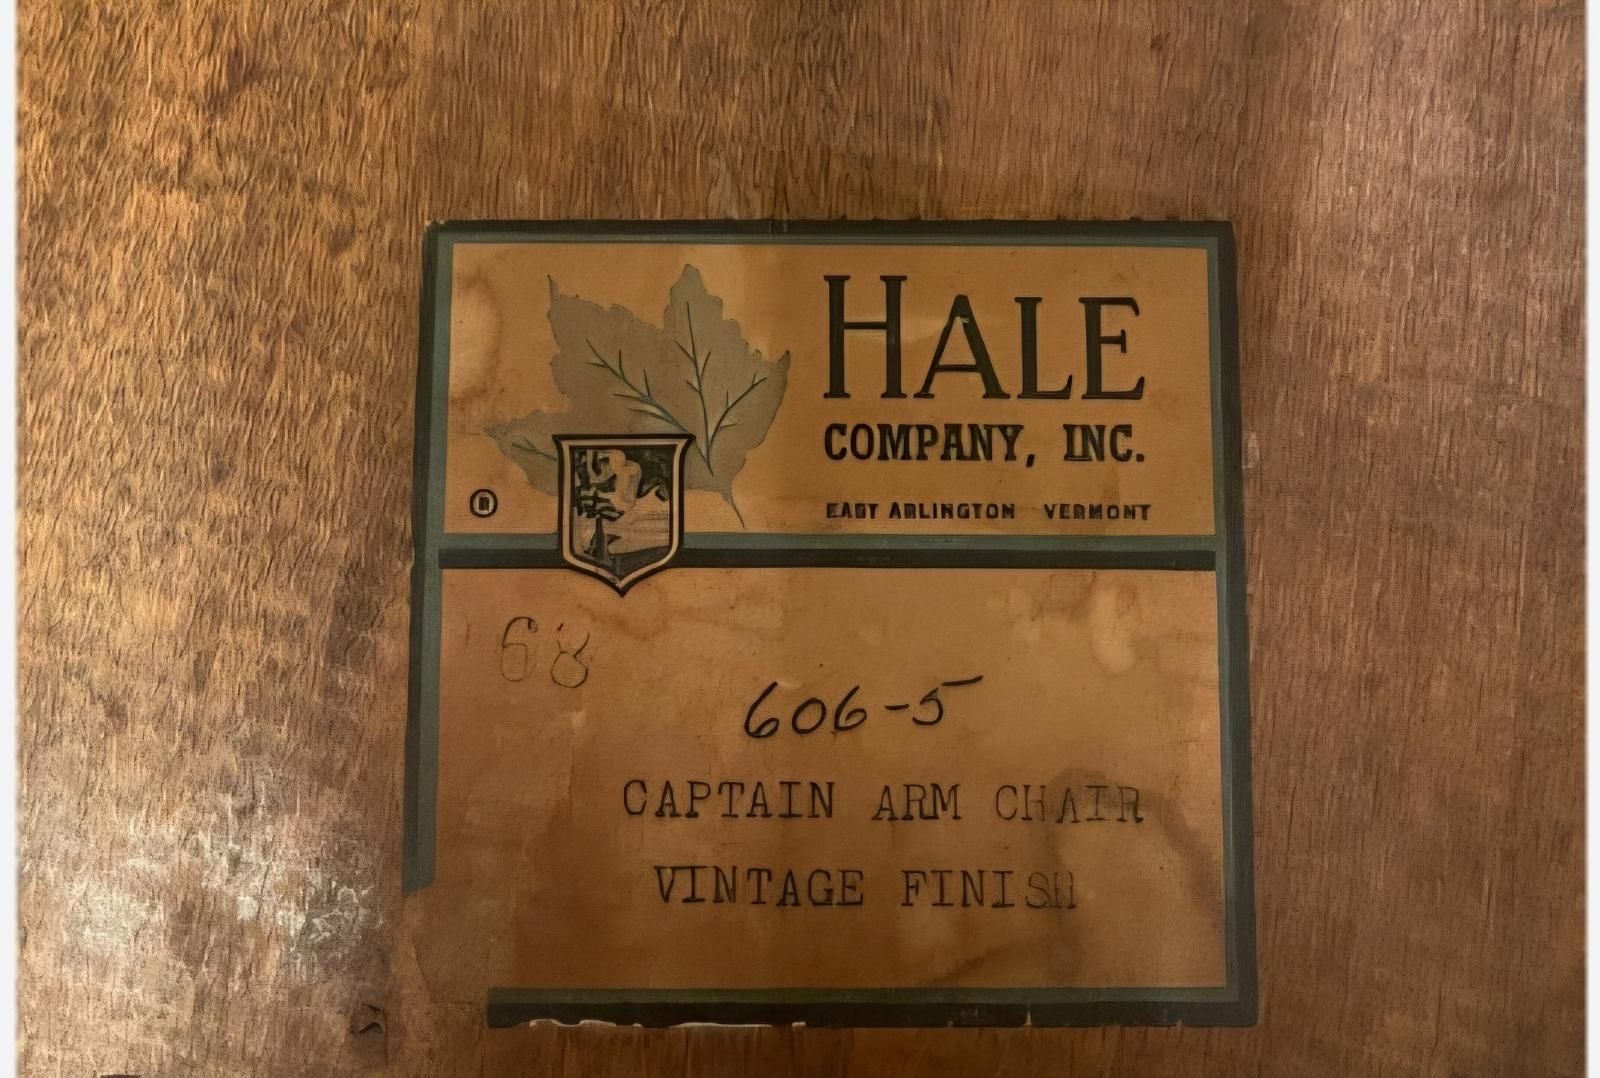 HALE
COMPANY, INC.
EAST ARLINGTON VERMONT
®
68
606-5
CAPTAIN ARM CHAIR
VINTAGE FINISH